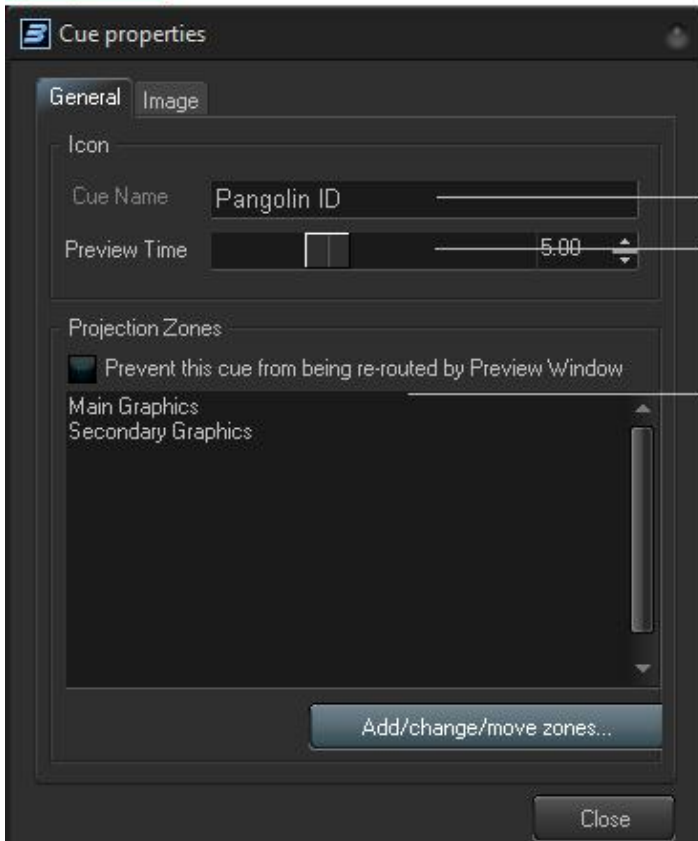 Cue properties
General Image
Icon
Cue Name Pangolin ID
Preview Time 5.00
Projection Zones
Prevent this cue from being re-routed by Preview Window
Main Graphics
Secondary Graphics
Add/change/move zones...
Close